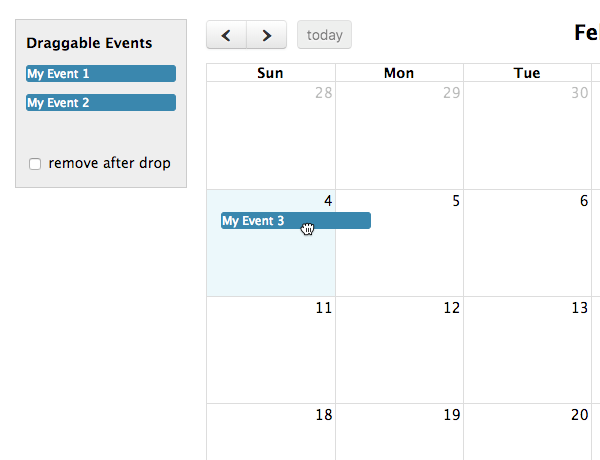 Draggable Events
My Event 1
My Event 2
remove after drop
today
Sun Mon Tue
28 29 30
4 5 6
My Event 3
11 12 13
18 19 20